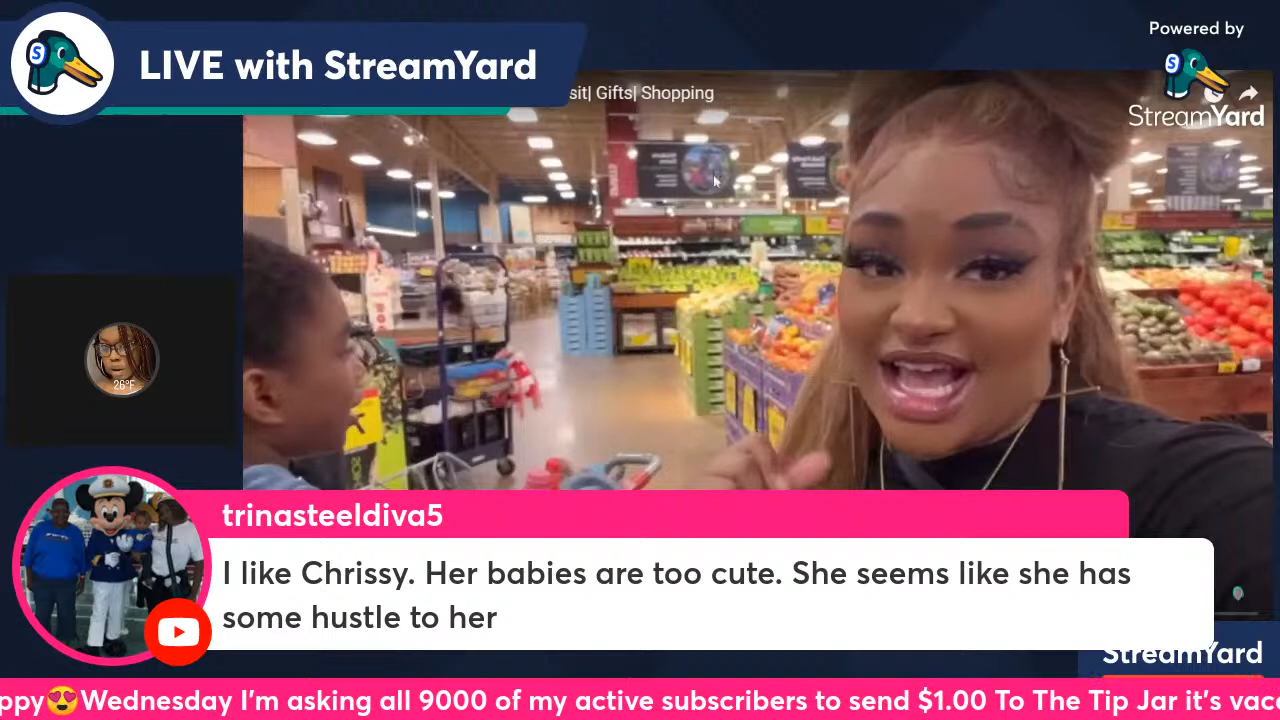 LIVE with StreamYard
Powered by
StreamYard
sit| Gifts| Shopping
26°F
trinasteeldiva5
I like Chrissy. Her babies are too cute. She seems like she has
some hustle to her
StreamYard
ppy😍Wednesday I'm asking all 9000 of my active subscribers to send $1.00 To The Tip Jar it's vac